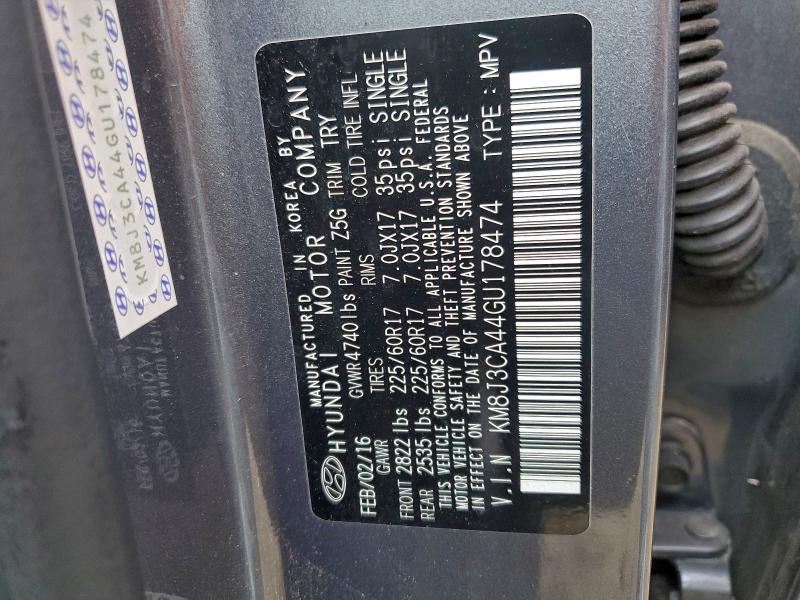 KM8J3CA44GU178474
MANUFACTURED IN KOREA BY
HYUNDAI MOTOR COMPANY
FEB/02/16 GVWR 4740lbs PAINT Z5G TRIM TRY
GAWR TIRES RIMS COLD TIRE INFL
FRONT 2822 lbs 225/60R17 7.0JX17 35psi SINGLE
REAR 2535 lbs 225/60R17 7.0JX17 35psi SINGLE
THIS VEHICLE CONFORMS TO ALL APPLICABLE U.S.A. FEDERAL
MOTOR VEHICLE SAFETY AND THEFT PREVENTION STANDARDS
IN EFFECT ON THE DATE OF MANUFACTURE SHOWN ABOVE
V.I.N KM8J3CA44GU178474 TYPE : MPV